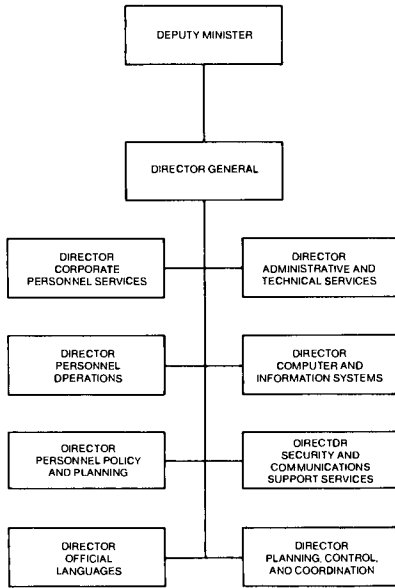 DEPUTY MINISTER
DIRECTOR GENERAL
DIRECTOR
CORPORATE
PERSONNEL SERVICES
DIRECTOR
ADMINISTRATIVE AND
TECHNICAL SERVICES
DIRECTOR
PERSONNEL
OPERATIONS
DIRECTOR
COMPUTER AND
INFORMATION SYSTEMS
DIRECTOR
PERSONNEL POLICY
AND PLANNING
DIRECTOR
SECURITY AND
COMMUNICATIONS
SUPPORT SERVICES
DIRECTOR
OFFICIAL
LANGUAGES
DIRECTOR
PLANNING, CONTROL,
AND COORDINATION